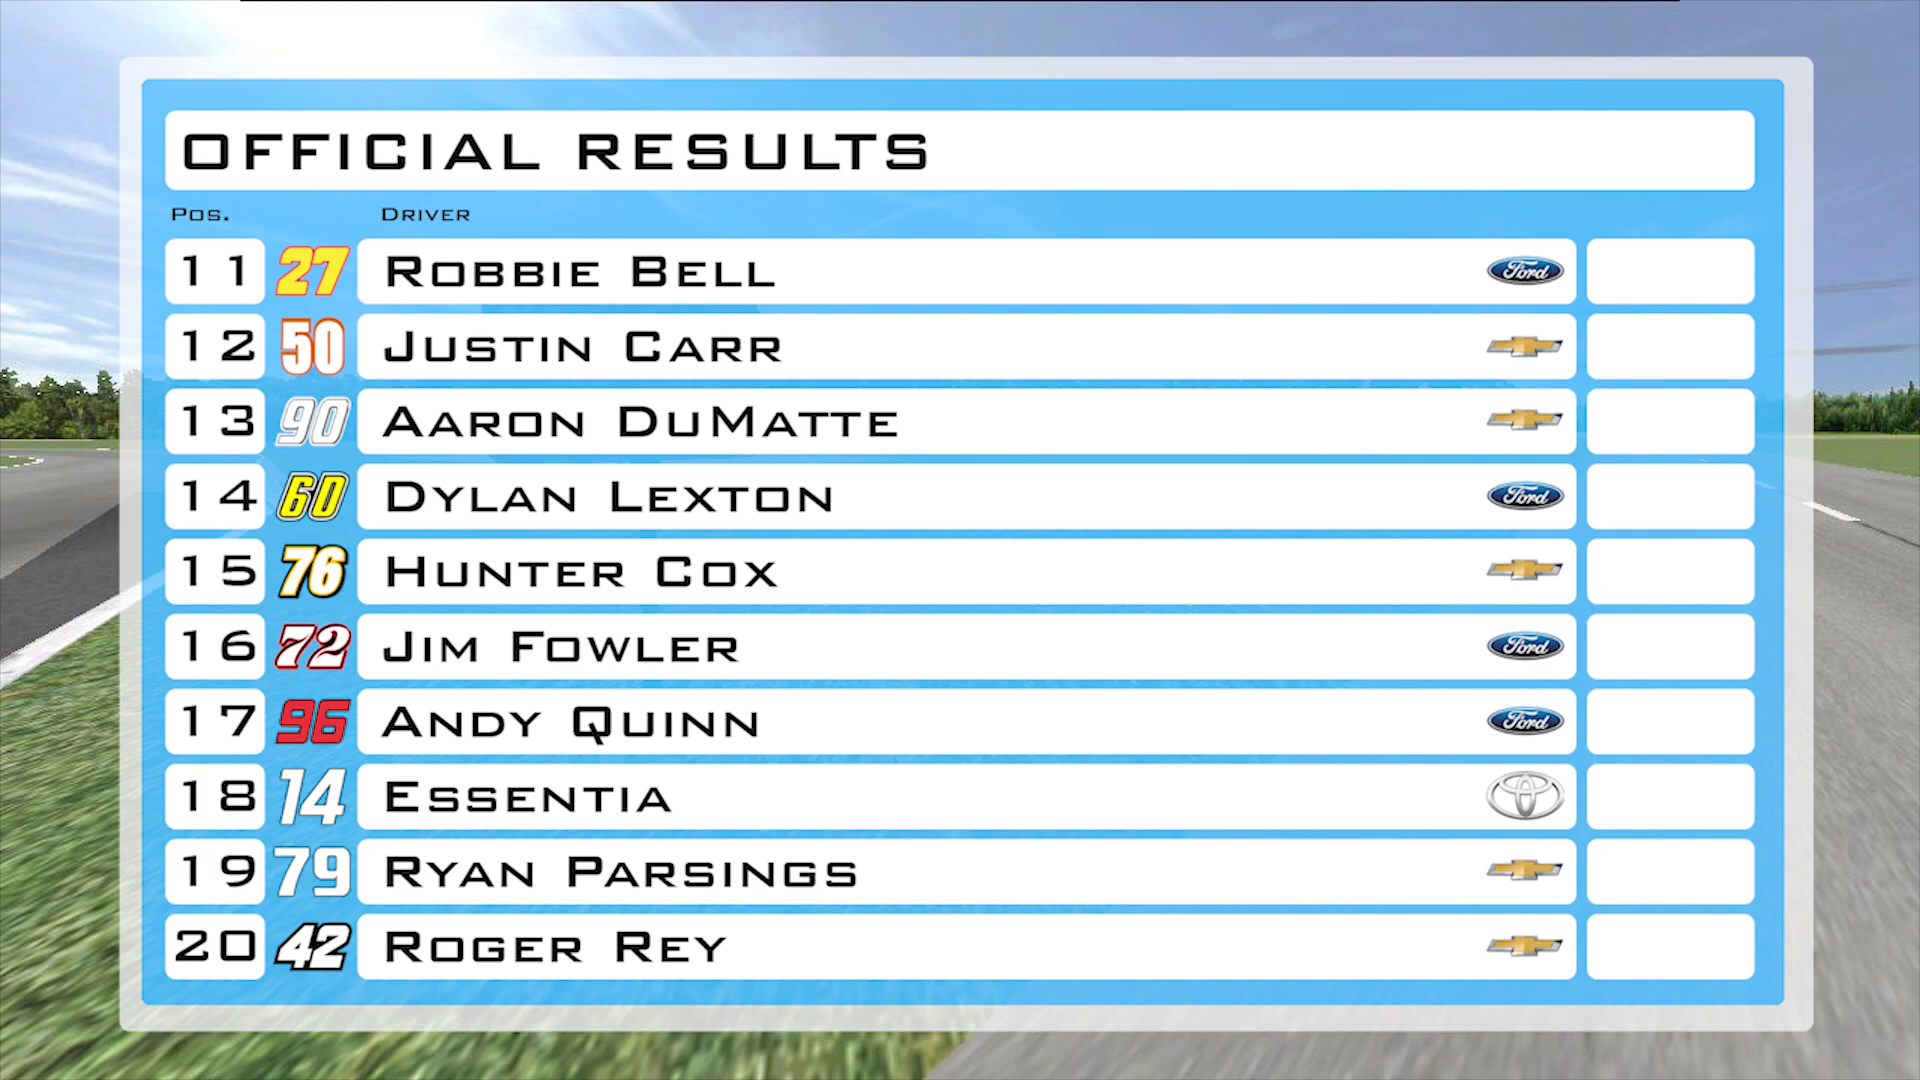 OFFICIAL RESULTS
POS. DRIVER
11 27 ROBBIE BELL Ford
12 50 JUSTIN CARR
13 90 AARON DUMATTE
14 60 DYLAN LEXTON Ford
15 76 HUNTER COX
16 72 JIM FOWLER Ford
17 96 ANDY QUINN Ford
18 14 ESSENTIA
19 79 RYAN PARSINGS
20 42 ROGER REY